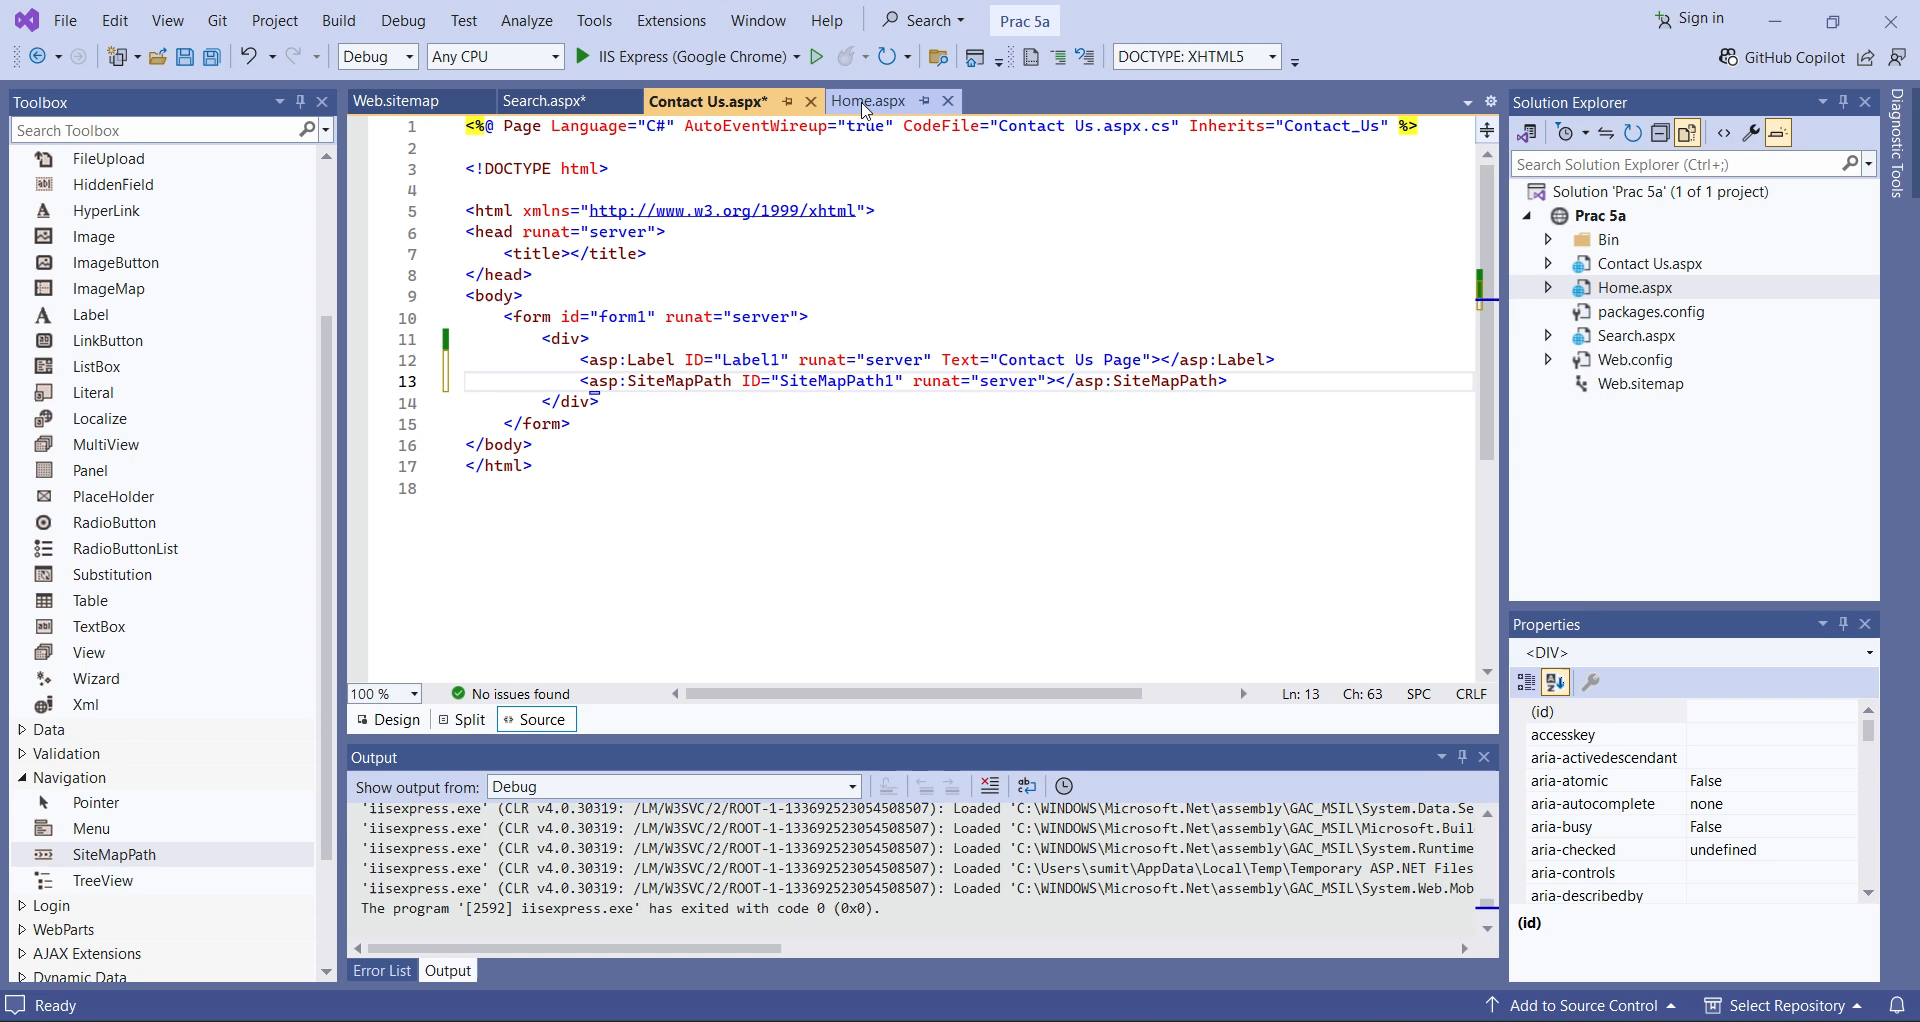 File Edit View Git Project Build Debug Test Analyze Tools Extensions Window Help Search Prac 5a Sign in
Debug Any CPU IIS Express (Google Chrome) DOCTYPE: XHTML5 GitHub Copilot
Toolbox
Search Toolbox
FileUpload
HiddenField
HyperLink
Image
ImageButton
ImageMap
Label
LinkButton
ListBox
Literal
Localize
MultiView
Panel
PlaceHolder
RadioButton
RadioButtonList
Substitution
Table
TextBox
View
Wizard
Xml
Data
Validation
Navigation
Pointer
Menu
SiteMapPath
TreeView
Login
WebParts
AJAX Extensions
Dynamic Data
Web.sitemap Search.aspx* Contact Us.aspx* Home.aspx
1 <%@ Page Language="C#" AutoEventWireup="true" CodeFile="Contact Us.aspx.cs" Inherits="Contact_Us" %>
2
3 <!DOCTYPE html>
4
5 <html xmlns="http://www.w3.org/1999/xhtml">
6 <head runat="server">
7 <title></title>
8 </head>
9 <body>
10 <form id="form1" runat="server">
11 <div>
12 <asp:Label ID="Label1" runat="server" Text="Contact Us Page"></asp:Label>
13 <asp:SiteMapPath ID="SiteMapPath1" runat="server"></asp:SiteMapPath>
14 </div>
15 </form>
16 </body>
17 </html>
18
100 % No issues found Ln: 13 Ch: 63 SPC CRLF
Design Split Source
Output
Show output from: Debug
'iisexpress.exe' (CLR v4.0.30319: /LM/W3SVC/2/ROOT-1-133692523054508507): Loaded 'C:\WINDOWS\Microsoft.Net\assembly\GAC_MSIL\System.Data.Se
'iisexpress.exe' (CLR v4.0.30319: /LM/W3SVC/2/ROOT-1-133692523054508507): Loaded 'C:\WINDOWS\Microsoft.Net\assembly\GAC_MSIL\Microsoft.Buil
'iisexpress.exe' (CLR v4.0.30319: /LM/W3SVC/2/ROOT-1-133692523054508507): Loaded 'C:\WINDOWS\Microsoft.Net\assembly\GAC_MSIL\System.Runtime
'iisexpress.exe' (CLR v4.0.30319: /LM/W3SVC/2/ROOT-1-133692523054508507): Loaded 'C:\Users\sumit\AppData\Local\Temp\Temporary ASP.NET Files
'iisexpress.exe' (CLR v4.0.30319: /LM/W3SVC/2/ROOT-1-133692523054508507): Loaded 'C:\WINDOWS\Microsoft.Net\assembly\GAC_MSIL\System.Web.Mob
The program '[2592] iisexpress.exe' has exited with code 0 (0x0).
Error List Output
Solution Explorer
Search Solution Explorer (Ctrl+;)
Solution 'Prac 5a' (1 of 1 project)
Prac 5a
Bin
Contact Us.aspx
Home.aspx
packages.config
Search.aspx
Web.config
Web.sitemap
Properties
<DIV>
(id)
accesskey
aria-activedescendant
aria-atomic False
aria-autocomplete none
aria-busy False
aria-checked undefined
aria-controls
aria-describedby
(id)
Diagnostic Tools
Ready Add to Source Control Select Repository